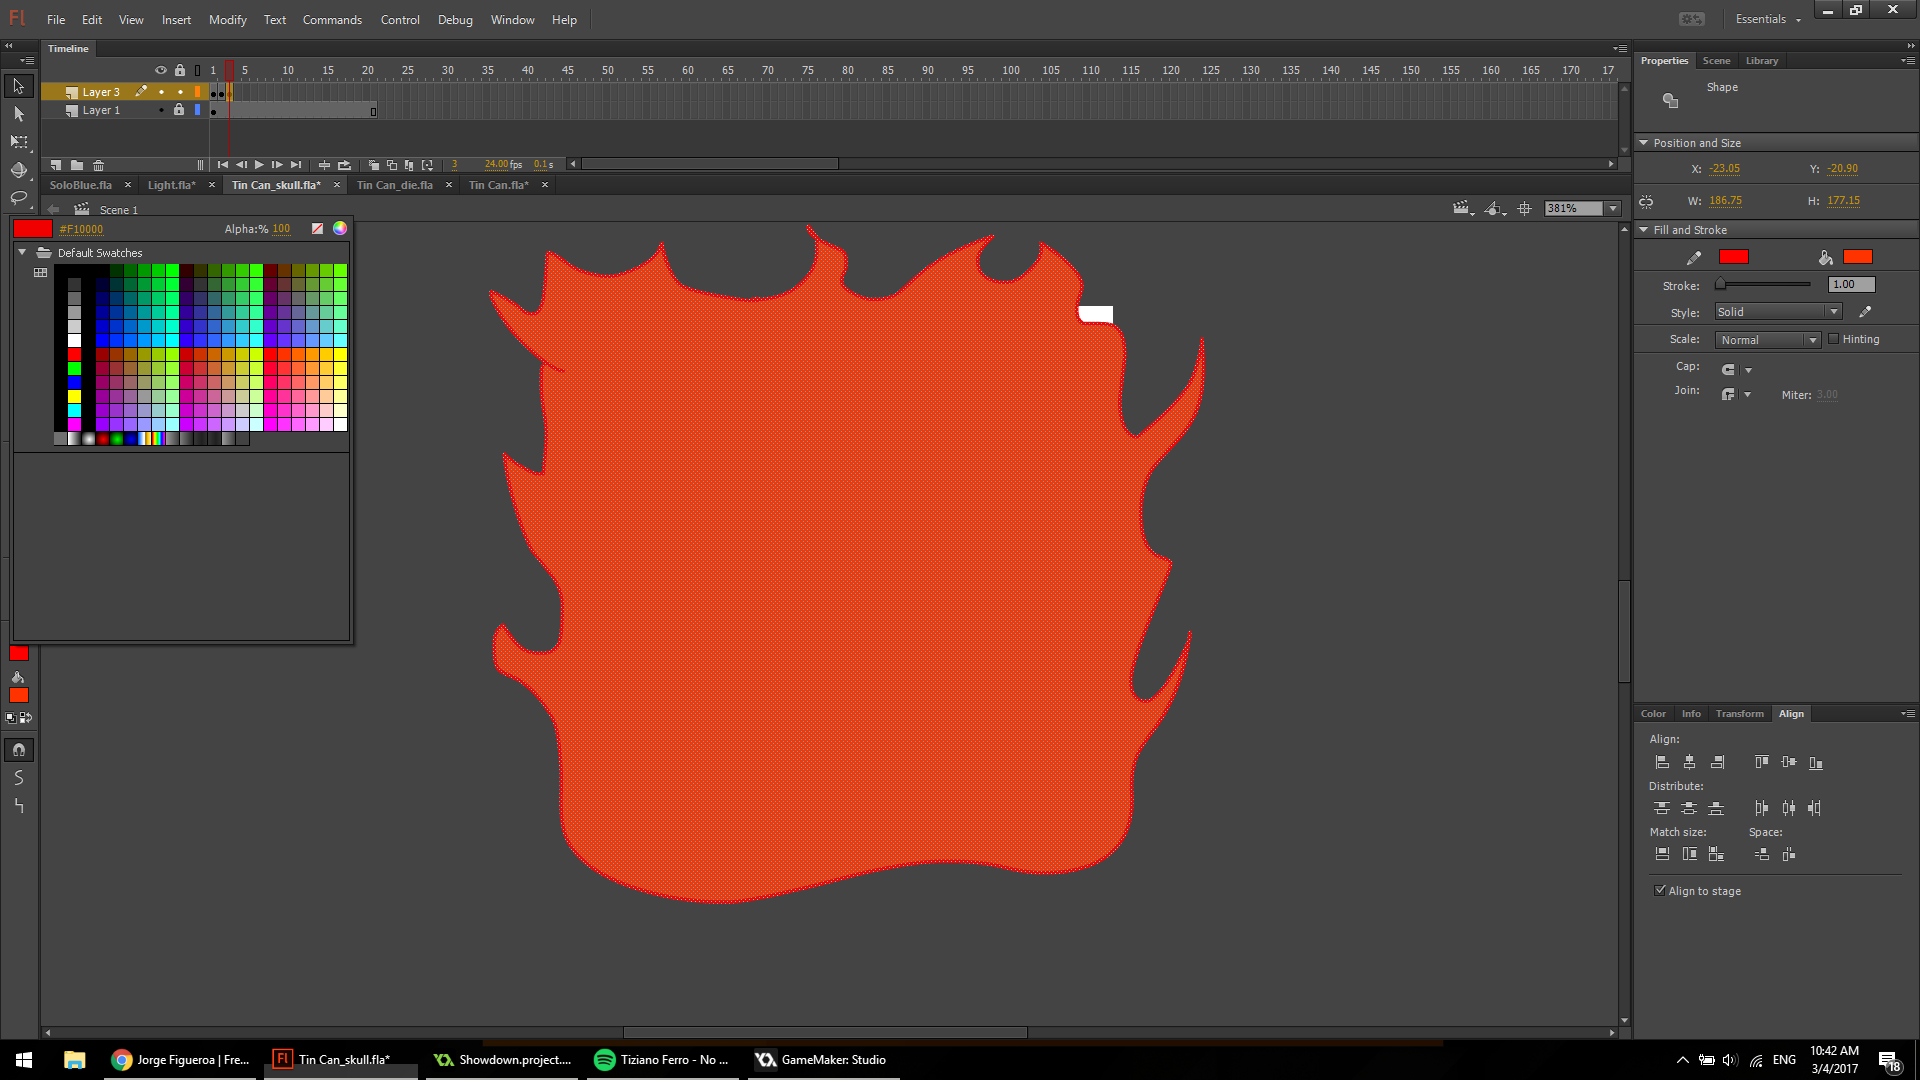 Fl File Edit View Insert Modify Text Commands Control Debug Window Help Essentials
Timeline
1 5 10 15 20 25 30 35 40 45 50 55 60 65 70 75 80 85 90 95 100 105 110 115 120 125 130 135 140 145 150 155 160 165 170 17
Layer 3
Layer 1
3 24.00 fps 0.1 s
SoloBlue.fla Light.fla* Tin Can_skull.fla* Tin Can_die.fla Tin Can.fla*
Scene 1
381%
#F10000 Alpha:% 100
Default Swatches
Properties Scene Library
Shape
Position and Size
X: -23.05 Y: -20.90
W: 186.75 H: 177.15
Fill and Stroke
Stroke: 1.00
Style: Solid
Scale: Normal Hinting
Cap:
Join: Miter: 3.00
Color Info Transform Align
Align:
Distribute:
Match size: Space:
Align to stage
Jorge Figueroa | Fre... Fl Tin Can_skull.fla* Showdown.project.... Tiziano Ferro - No ... GameMaker: Studio
ENG
10:42 AM
3/4/2017
18